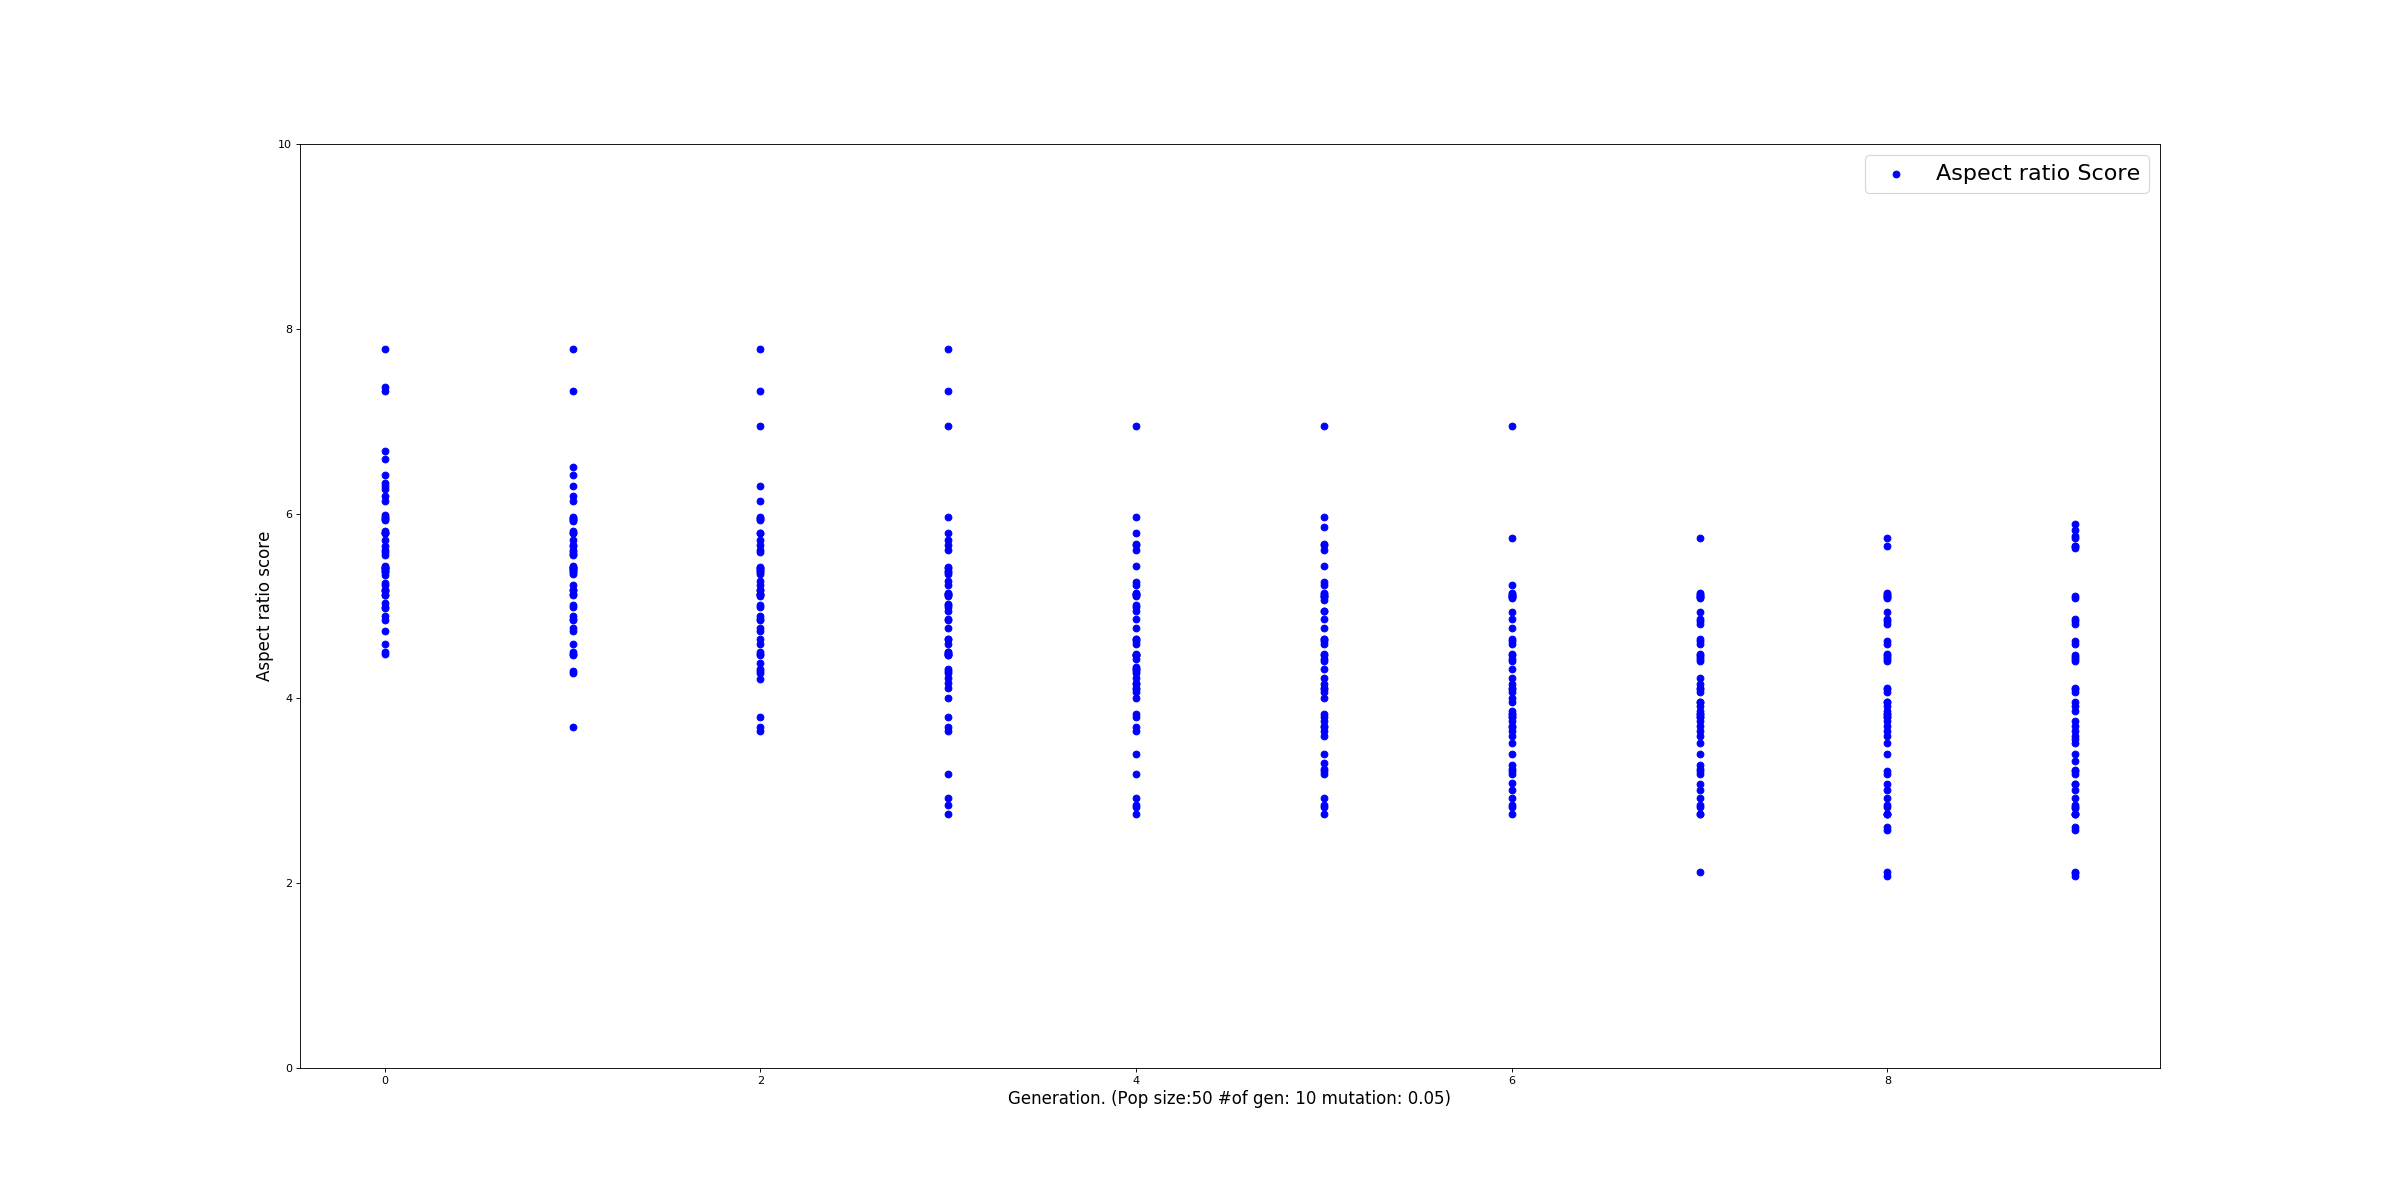 10
Aspect ratio Score
8
6
Aspect ratio score
4
2
0
0 2 4 6 8
Generation. (Pop size:50 #of gen: 10 mutation: 0.05)